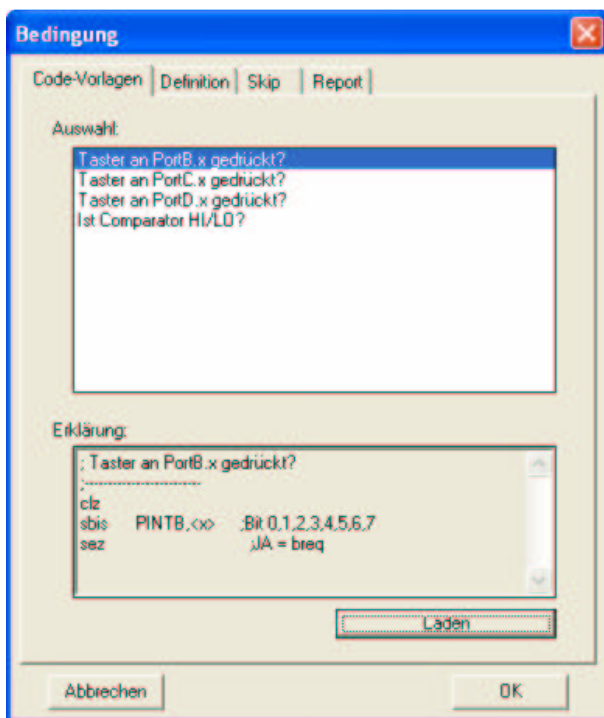 Bedingung
Code-Vorlagen Definition Skip Report
Auswahl:
Taster an PortB.x gedrückt?
Taster an PortC.x gedrückt?
Taster an PortD.x gedrückt?
Ist Comparator HI/LO?
Erklärung:
; Taster an PortB.x gedrückt?
;----------------------
clz
sbis PINTB,<x> ;Bit 0,1,2,3,4,5,6,7
sez ;JA = breq
Laden
Abbrechen OK